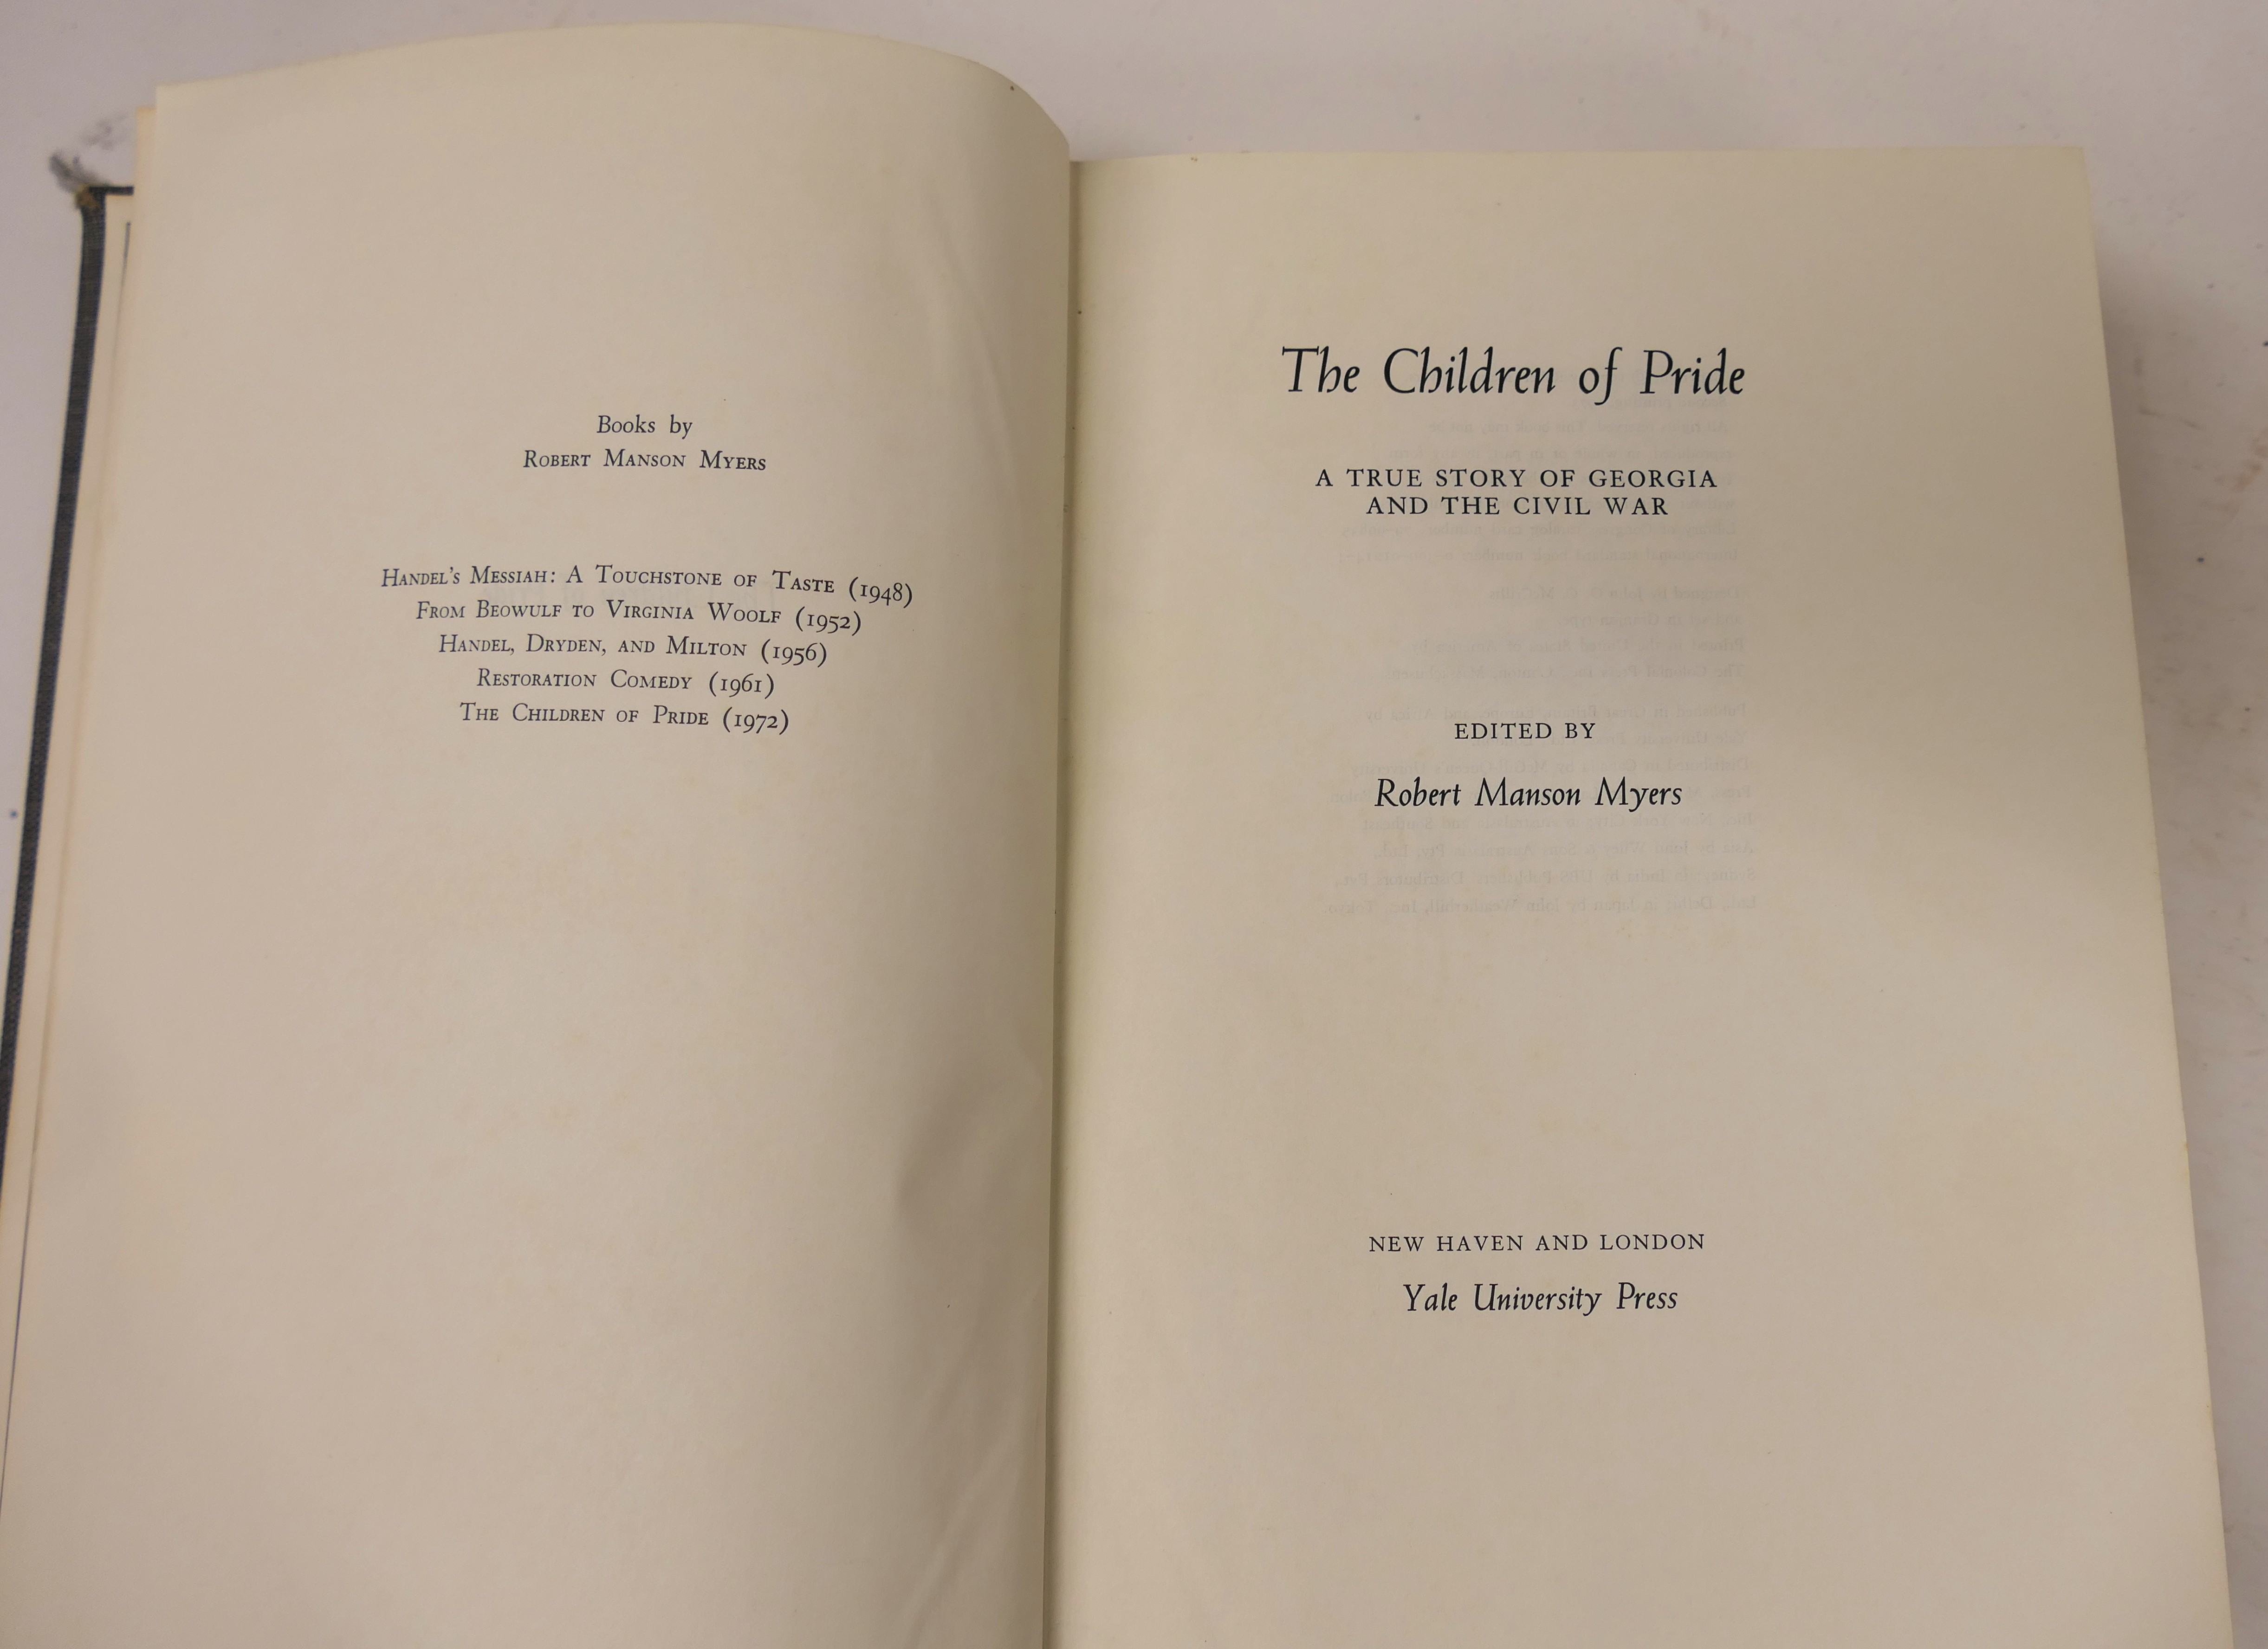 Books by
ROBERT MANSON MYERS
HANDEL'S MESSIAH: A TOUCHSTONE OF TASTE (1948)
FROM BEOWULF TO VIRGINIA WOOLF (1952)
HANDEL, DRYDEN, AND MILTON (1956)
RESTORATION COMEDY (1961)
THE CHILDREN OF PRIDE (1972)
The Children of Pride
A TRUE STORY OF GEORGIA
AND THE CIVIL WAR
EDITED BY
Robert Manson Myers
NEW HAVEN AND LONDON
Yale University Press